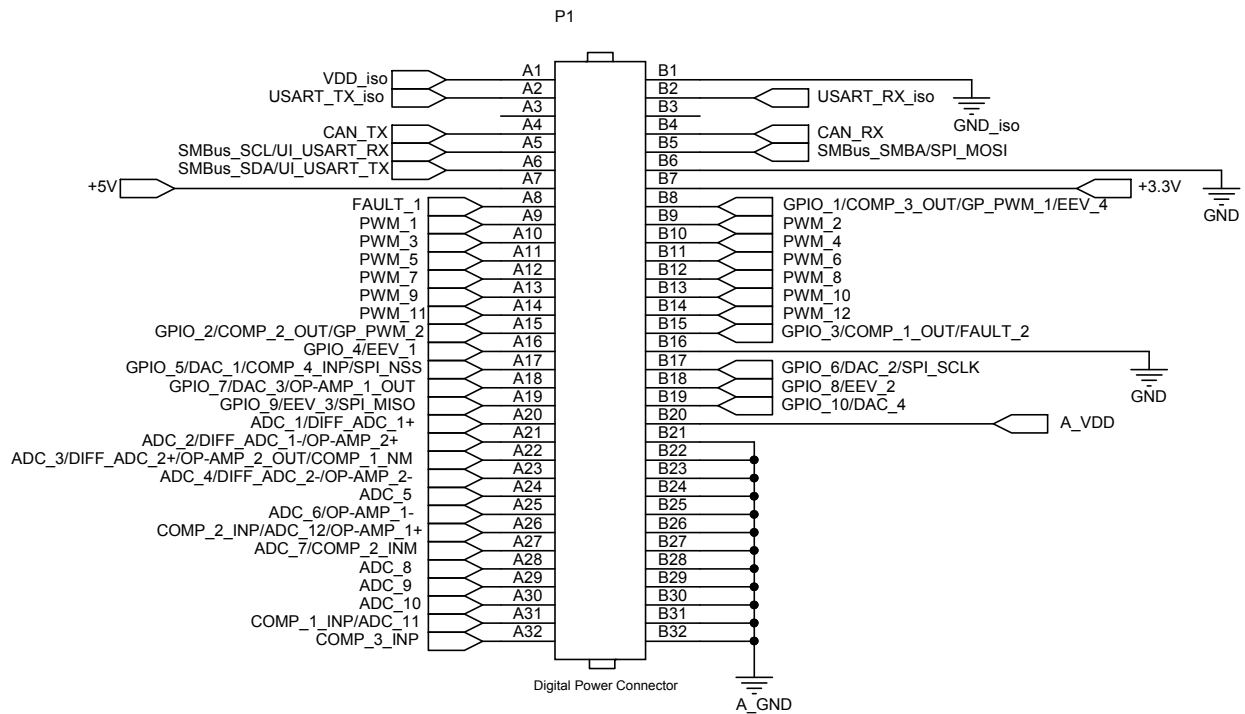 P1
VDD_iso A1 B1
USART_TX_iso A2 B2 USART_RX_iso
A3 B3
GND_iso
CAN_TX A4 B4 CAN_RX
SMBus_SCL/UI_USART_RX A5 B5 SMBus_SMBA/SPI_MOSI
SMBus_SDA/UI_USART_TX A6 B6
+5V A7 B7 +3.3V
GND
FAULT_1 A8 B8 GPIO_1/COMP_3_OUT/GP_PWM_1/EEV_4
PWM_1 A9 B9 PWM_2
PWM_3 A10 B10 PWM_4
PWM_5 A11 B11 PWM_6
PWM_7 A12 B12 PWM_8
PWM_9 A13 B13 PWM_10
PWM_11 A14 B14 PWM_12
GPIO_2/COMP_2_OUT/GP_PWM_2 A15 B15 GPIO_3/COMP_1_OUT/FAULT_2
GPIO_4/EEV_1 A16 B16
GPIO_5/DAC_1/COMP_4_INP/SPI_NSS A17 B17 GPIO_6/DAC_2/SPI_SCLK
GPIO_7/DAC_3/OP-AMP_1_OUT A18 B18 GPIO_8/EEV_2
GND
GPIO_9/EEV_3/SPI_MISO A19 B19 GPIO_10/DAC_4
ADC_1/DIFF_ADC_1+ A20 B20 A_VDD
ADC_2/DIFF_ADC_1-/OP-AMP_2+ A21 B21
ADC_3/DIFF_ADC_2+/OP-AMP_2_OUT/COMP_1_NM A22 B22
ADC_4/DIFF_ADC_2-/OP-AMP_2- A23 B23
ADC_5 A24 B24
ADC_6/OP-AMP_1- A25 B25
COMP_2_INP/ADC_12/OP-AMP_1+ A26 B26
ADC_7/COMP_2_INM A27 B27
ADC_8 A28 B28
ADC_9 A29 B29
ADC_10 A30 B30
COMP_1_INP/ADC_11 A31 B31
COMP_3_INP A32 B32
Digital Power Connector
A_GND